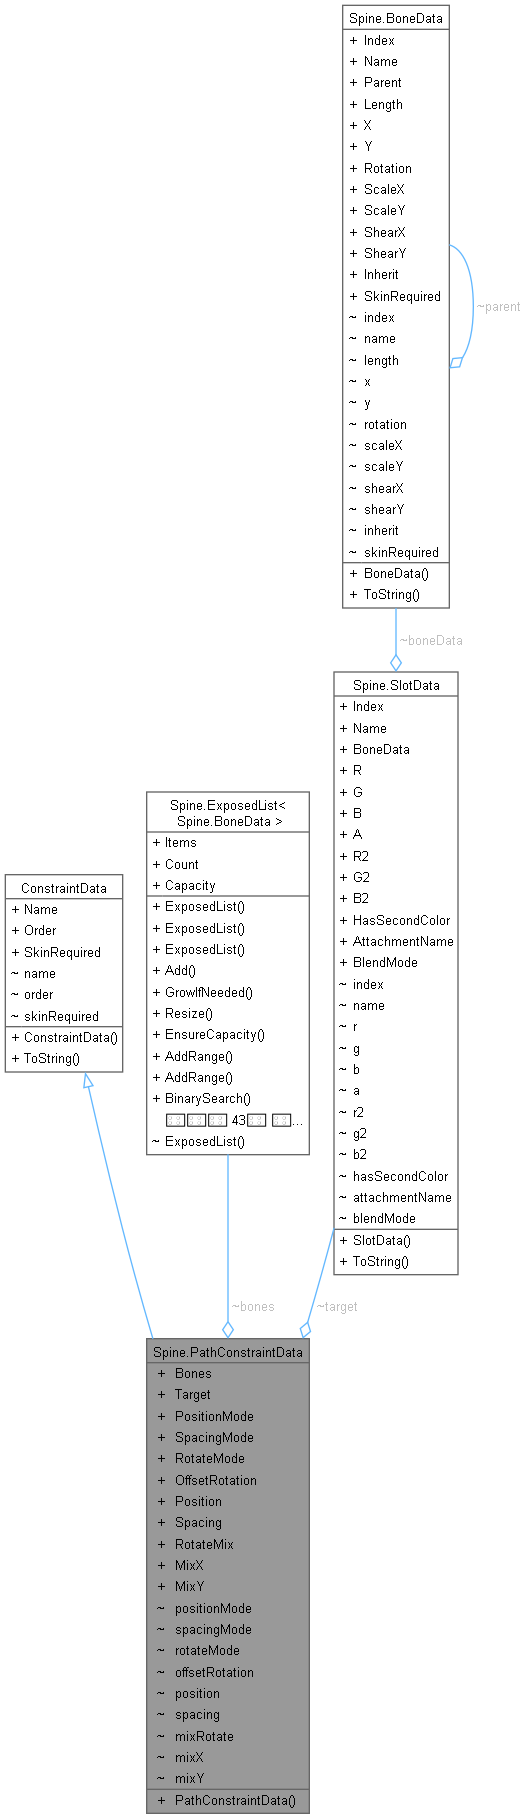 Spine.BoneData
+ Index
+ Name
+ Parent
+ Length
+ X
+ Y
+ Rotation
+ ScaleX
+ ScaleY
+ ShearX
+ ShearY
+ Inherit
+ SkinRequired
~ index
~ name
~ length
~ x
~ y
~ rotation
~ scaleX
~ scaleY
~ shearX
~ shearY
~ inherit
~ skinRequired
+ BoneData()
+ ToString()
~parent
~boneData
Spine.SlotData
+ Index
+ Name
+ BoneData
+ R
+ G
+ B
+ A
+ R2
+ G2
+ B2
+ HasSecondColor
+ AttachmentName
+ BlendMode
~ index
~ name
~ r
~ g
~ b
~ a
~ r2
~ g2
~ b2
~ hasSecondColor
~ attachmentName
~ blendMode
+ SlotData()
+ ToString()
Spine.ExposedList<
Spine.BoneData >
+ Items
+ Count
+ Capacity
+ ExposedList()
+ ExposedList()
+ ExposedList()
+ Add()
+ GrowIfNeeded()
+ Resize()
+ EnsureCapacity()
+ AddRange()
+ AddRange()
+ BinarySearch()
43 ...
~ ExposedList()
ConstraintData
+ Name
+ Order
+ SkinRequired
~ name
~ order
~ skinRequired
+ ConstraintData()
+ ToString()
~bones
~target
Spine.PathConstraintData
+ Bones
+ Target
+ PositionMode
+ SpacingMode
+ RotateMode
+ OffsetRotation
+ Position
+ Spacing
+ RotateMix
+ MixX
+ MixY
~ positionMode
~ spacingMode
~ rotateMode
~ offsetRotation
~ position
~ spacing
~ mixRotate
~ mixX
~ mixY
+ PathConstraintData()